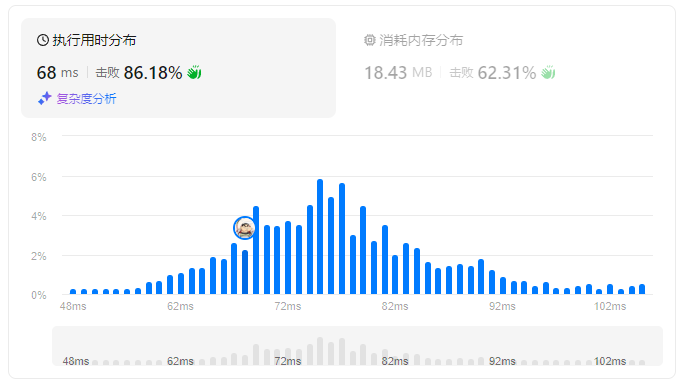 执行用时分布
消耗内存分布
68 ms 击败 86.18%
18.43 MB 击败 62.31%
复杂度分析
8%
6%
4%
2%
0%
48ms 62ms 72ms 82ms 92ms 102ms
48ms 62ms 72ms 82ms 92ms 102ms